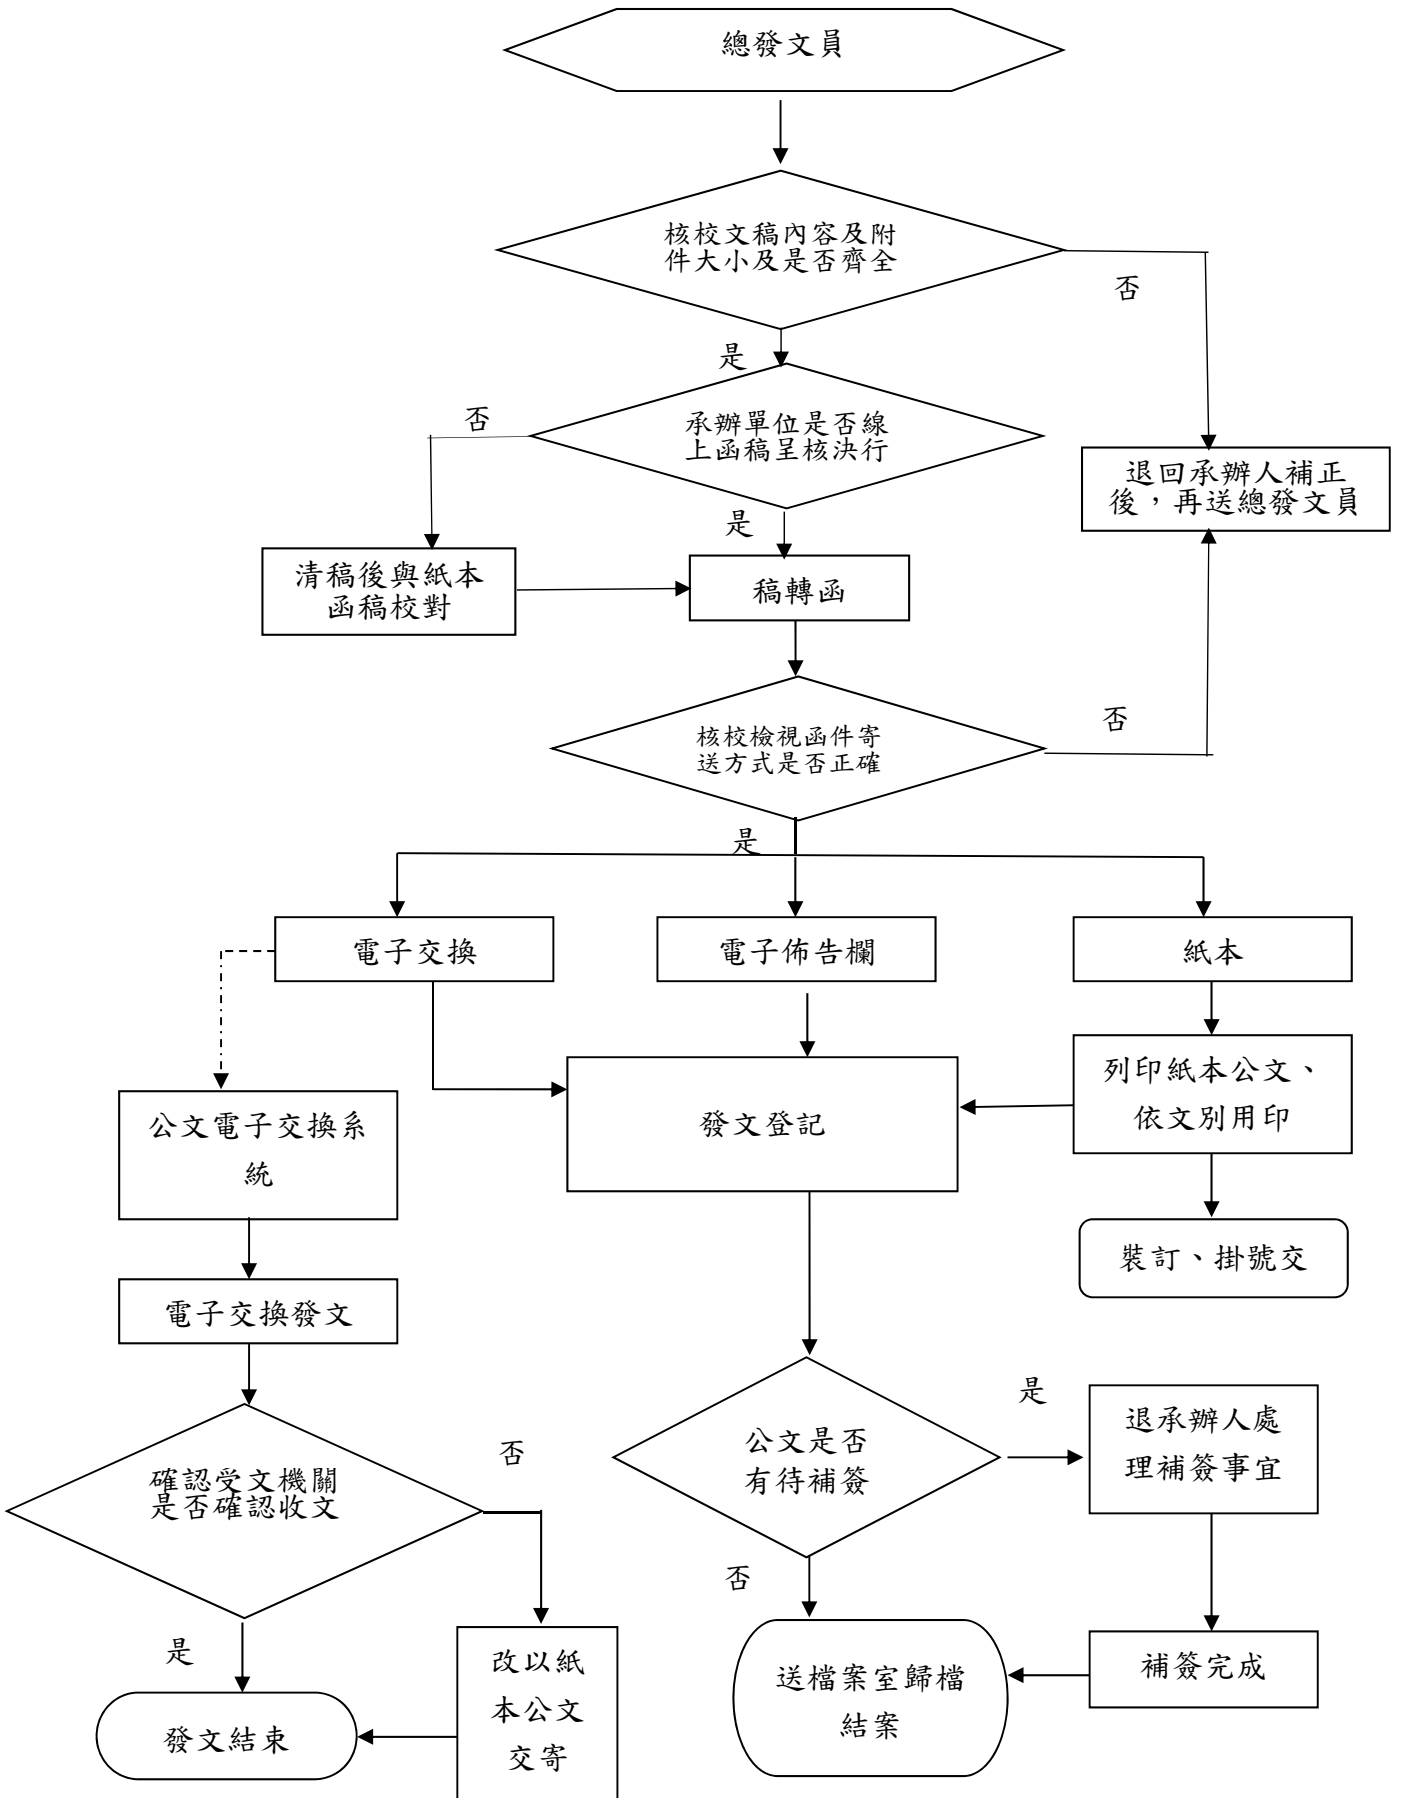 總發文員
核校文稿內容及附
件大小及是否齊全
否
是
承辦單位是否線
上函稿呈核決行
否
退回承辦人補正
後，再送總發文員
是
清稿後與紙本
函稿校對
稿轉函
核校檢視函件寄
送方式是否正確
否
是
電子交換
電子佈告欄
紙本
列印紙本公文、
依文別用印
公文電子交換系
統
發文登記
裝訂、掛號交
電子交換發文
是
公文是否
有待補簽
退承辦人處
理補簽事宜
否
確認受文機關
是否確認收文
否
是
改以紙
本公文
交寄
送檔案室歸檔
結案
補簽完成
發文結束